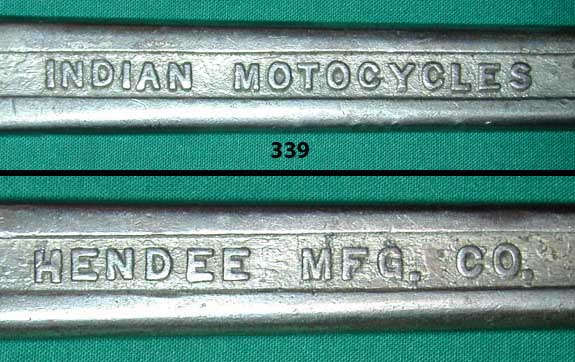 INDIAN MOTOCYCLES
339
HENDEE MFG. CO.